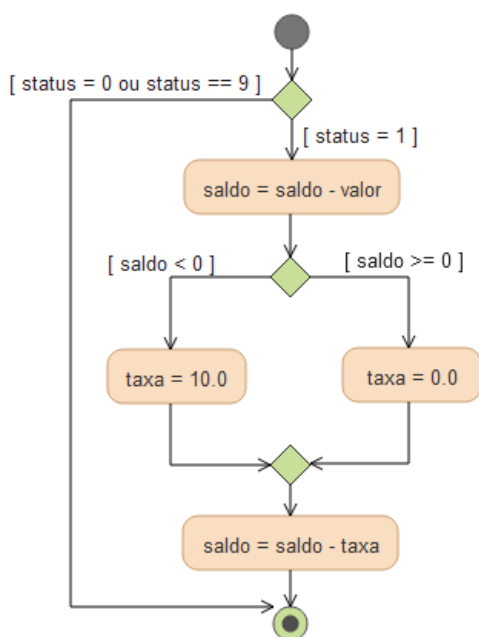 [ status = 0 ou status == 9 ]
[ status = 1 ]
saldo = saldo - valor
[ saldo < 0 ]
[ saldo >= 0 ]
taxa = 10.0
taxa = 0.0
saldo = saldo - taxa